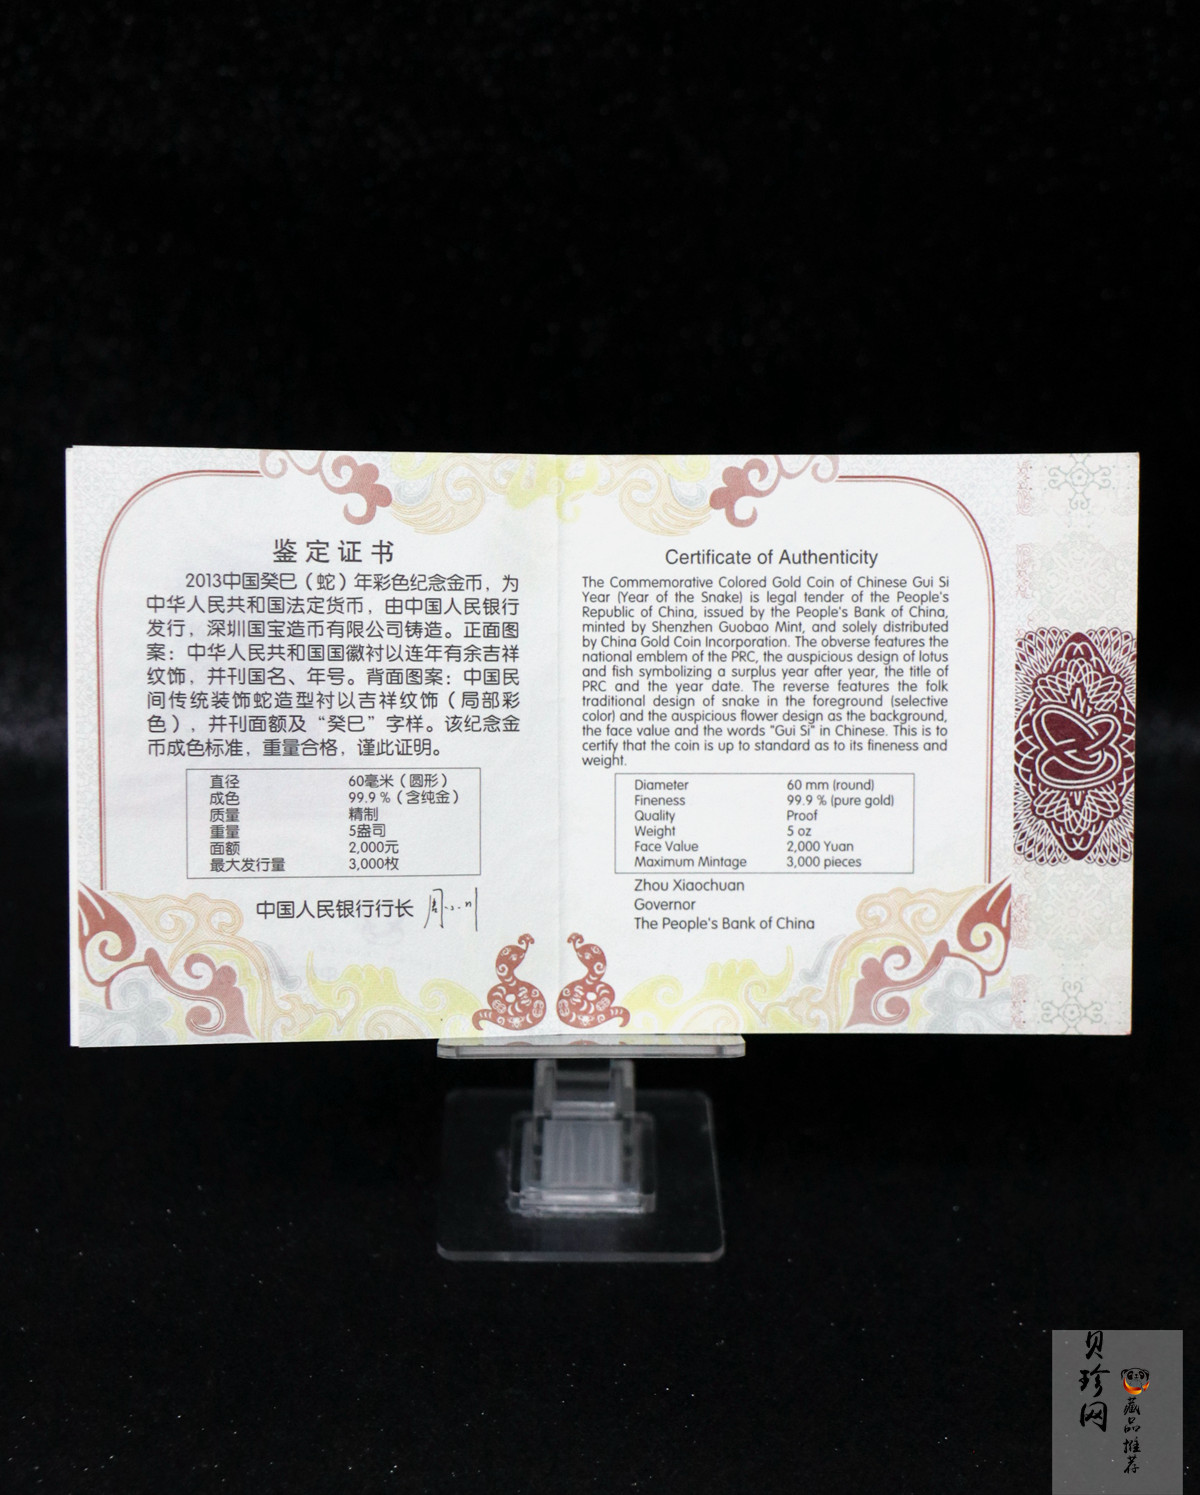 鉴定证书
2013中国癸巳（蛇）年彩色纪念金币，为
中华人民共和国法定货币，由中国人民银行
发行，深圳国宝造币有限公司铸造。正面图
案：中华人民共和国国徽衬以连年有余吉祥
纹饰，并刊国名、年号。背面图案：中国民
间传统装饰蛇造型衬以吉祥纹饰（局部彩
色），并刊面额及“癸巳”字样。该纪念金
币成色标准，重量合格，谨此证明。
直径 60毫米（圆形）
成色 99.9 %（含纯金）
质量 精制
重量 5盎司
面额 2,000元
最大发行量 3,000枚
中国人民银行行长 周小川
Certificate of Authenticity
The Commemorative Colored Gold Coin of Chinese Gui Si
Year (Year of the Snake) is legal tender of the People's
Republic of China, issued by the People's Bank of China,
minted by Shenzhen Guobao Mint, and solely distributed
by China Gold Coin Incorporation. The obverse features the
national emblem of the PRC, the auspicious design of lotus
and fish symbolizing a surplus year after year, the title of
PRC and the year date. The reverse features the folk
traditional design of snake in the foreground (selective
color) and the auspicious flower design as the background,
the face value and the words "Gui Si" in Chinese. This is to
certify that the coin is up to standard as to its fineness and
weight.
Diameter 60 mm (round)
Fineness 99.9 % (pure gold)
Quality Proof
Weight 5 oz
Face Value 2,000 Yuan
Maximum Mintage 3,000 pieces
Zhou Xiaochuan
Governor
The People's Bank of China
贝珍网
藏品推荐